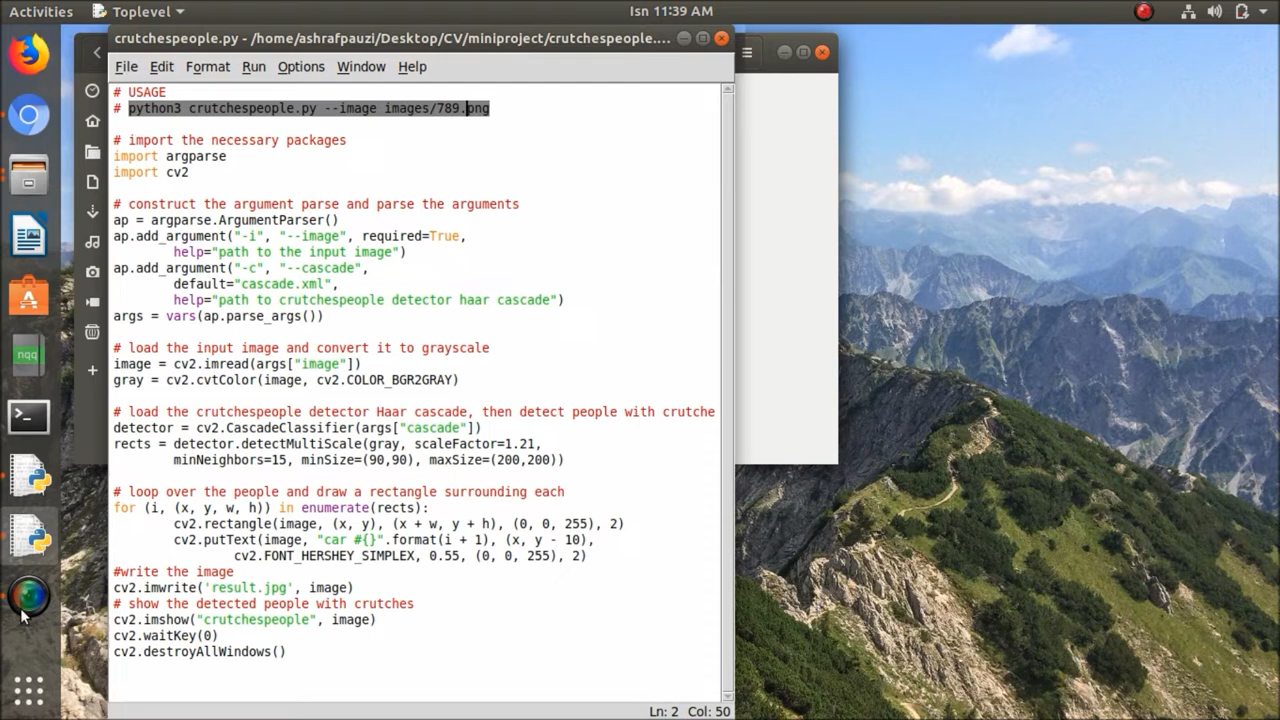 Activities
Toplevel
Isn 11:39 AM
crutchespeople.py - /home/ashrafpauzi/Desktop/CV/miniproject/crutchespeople....
File Edit Format Run Options Window Help
# USAGE
# python3 crutchespeople.py --image images/789.png
# import the necessary packages
import argparse
import cv2
# construct the argument parse and parse the arguments
ap = argparse.ArgumentParser()
ap.add_argument("-i", "--image", required=True,
help="path to the input image")
ap.add_argument("-c", "--cascade",
default="cascade.xml",
help="path to crutchespeople detector haar cascade")
args = vars(ap.parse_args())
# load the input image and convert it to grayscale
image = cv2.imread(args["image"])
gray = cv2.cvtColor(image, cv2.COLOR_BGR2GRAY)
# load the crutchespeople detector Haar cascade, then detect people with crutche
detector = cv2.CascadeClassifier(args["cascade"])
rects = detector.detectMultiScale(gray, scaleFactor=1.21,
minNeighbors=15, minSize=(90,90), maxSize=(200,200))
# loop over the people and draw a rectangle surrounding each
for (i, (x, y, w, h)) in enumerate(rects):
cv2.rectangle(image, (x, y), (x + w, y + h), (0, 0, 255), 2)
cv2.putText(image, "car #{}".format(i + 1), (x, y - 10),
cv2.FONT_HERSHEY_SIMPLEX, 0.55, (0, 0, 255), 2)
#write the image
cv2.imwrite('result.jpg', image)
# show the detected people with crutches
cv2.imshow("crutchespeople", image)
cv2.waitKey(0)
cv2.destroyAllWindows()
Ln: 2 Col: 50
nqq